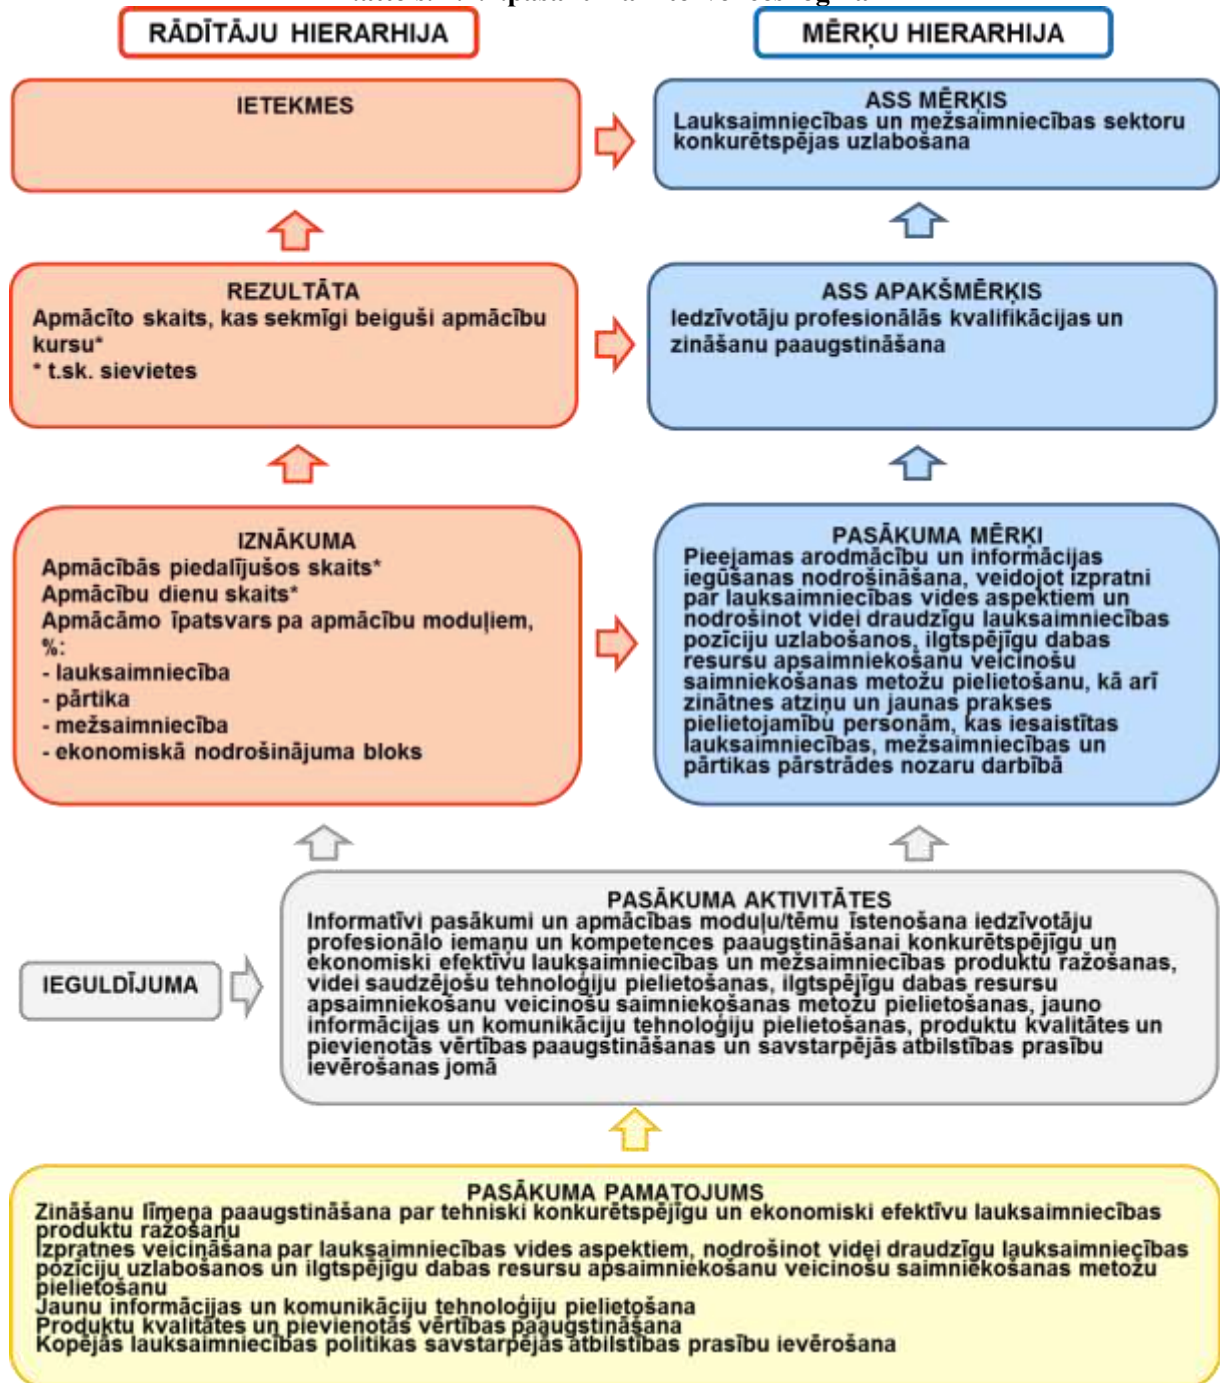 RĀDĪTĀJU HIERARHIJA
MĒRĶU HIERARHIJA
IETEKMES
ASS MĒRĶIS
Lauksaimniecības un mežsaimniecības sektoru
konkurētspējas uzlabošana
REZULTĀTA
Apmācīto skaits, kas sekmīgi beiguši apmācību
kursu*
* t.sk. sievietes
ASS APAKŠMĒRĶIS
Iedzīvotāju profesionālās kvalifikācijas un
zināšanu paaugstināšana
IZNĀKUMA
Apmācībās piedalījušos skaits*
Apmācību dienu skaits*
Apmācāmo īpatsvars pa apmācību moduļiem,
%:
- lauksaimniecība
- pārtika
- mežsaimniecība
- ekonomiskā nodrošinājuma bloks
PASĀKUMA MĒRĶI
Pieejamas arodmācību un informācijas
iegūšanas nodrošināšana, veidojot izpratni
par lauksaimniecības vides aspektiem un
nodrošinot videi draudzīgu lauksaimniecības
pozīciju uzlabošanos, ilgtspējīgu dabas
resursu apsaimniekošanu veicinošu
saimniekošanas metožu pielietošanu, kā arī
zinātnes atziņu un jaunas prakses
pielietojamību personām, kas iesaistītas
lauksaimniecības, mežsaimniecības un
pārtikas pārstrādes nozaru darbībā
PASĀKUMA AKTIVITĀTES
Informatīvi pasākumi un apmācības moduļu/tēmu īstenošana iedzīvotāju
profesionālo iemaņu un kompetences paaugstināšanai konkurētspējīgu un
ekonomiski efektīvu lauksaimniecības un mežsaimniecības produktu ražošanas,
videi saudzējošu tehnoloģiju pielietošanas, ilgtspējīgu dabas resursu
apsaimniekošanu veicinošu saimniekošanas metožu pielietošanas, jauno
informācijas un komunikāciju tehnoloģiju pielietošanas, produktu kvalitātes un
pievienotās vērtības paaugstināšanas un savstarpējās atbilstības prasību
ievērošanas jomā
IEGULDĪJUMA
PASĀKUMA PAMATOJUMS
Zināšanu līmeņa paaugstināšana par tehniski konkurētspējīgu un ekonomiski efektīvu lauksaimniecības
produktu ražošanu
Izpratnes veicināšana par lauksaimniecības vides aspektiem, nodrošinot videi draudzīgu lauksaimniecības
pozīciju uzlabošanos un ilgtspējīgu dabas resursu apsaimniekošanu veicinošu saimniekošanas metožu
pielietošanu
Jaunu informācijas un komunikāciju tehnoloģiju pielietošana
Produktu kvalitātes un pievienotās vērtības paaugstināšana
Kopējās lauksaimniecības politikas savstarpējās atbilstības prasību ievērošana